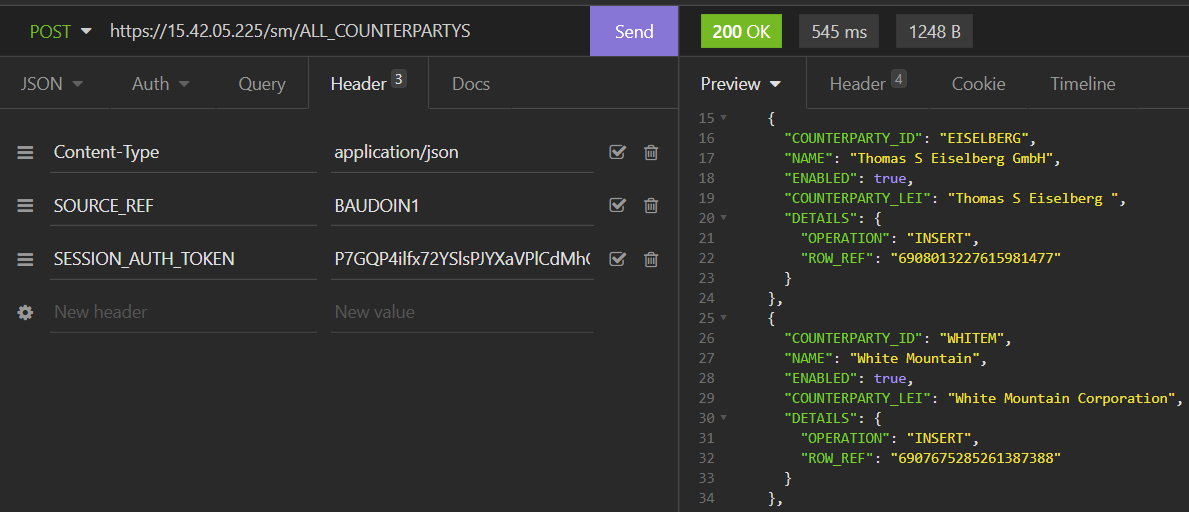 POST https://15.42.05.225/sm/ALL_COUNTERPARTYS Send
JSON Auth Query Header 3 Docs
Content-Type application/json
SOURCE_REF BAUDOIN1
SESSION_AUTH_TOKEN
New header New value
200 OK 545 ms 1248 B
Preview Header 4 Cookie Timeline
15 {
16 "COUNTERPARTY_ID": "EISELBERG",
17 "NAME": "Thomas S Eiselberg GmbH",
18 "ENABLED": true,
19 "COUNTERPARTY_LEI": "Thomas S Eiselberg ",
20 "DETAILS": {
21 "OPERATION": "INSERT",
22 "ROW_REF": "6908013227615981477"
23 }
24 },
25 {
26 "COUNTERPARTY_ID": "WHITEM",
27 "NAME": "White Mountain",
28 "ENABLED": true,
29 "COUNTERPARTY_LEI": "White Mountain Corporation",
30 "DETAILS": {
31 "OPERATION": "INSERT",
32 "ROW_REF": "6907675285261387388"
33 }
34 },